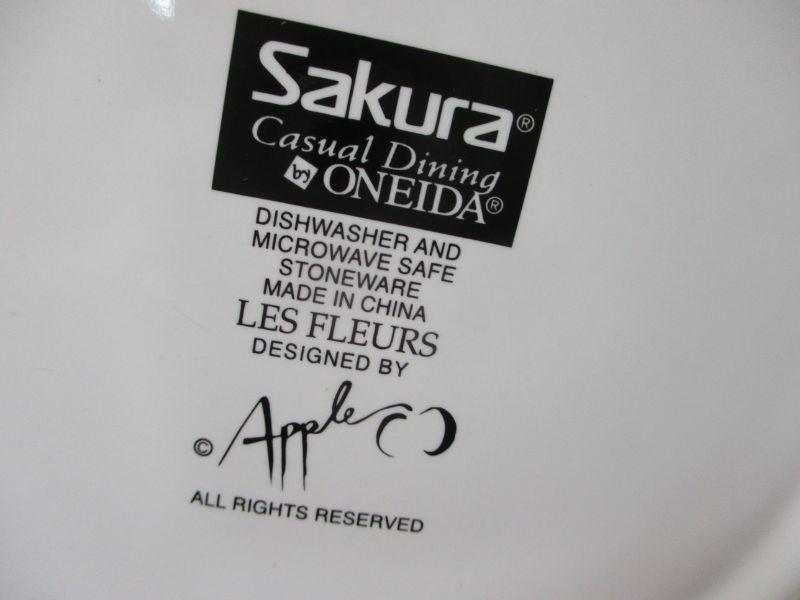 Sakura®
Casual Dining
by ONEIDA®
DISHWASHER AND
MICROWAVE SAFE
STONEWARE
MADE IN CHINA
LES FLEURS
DESIGNED BY
© Apple
ALL RIGHTS RESERVED